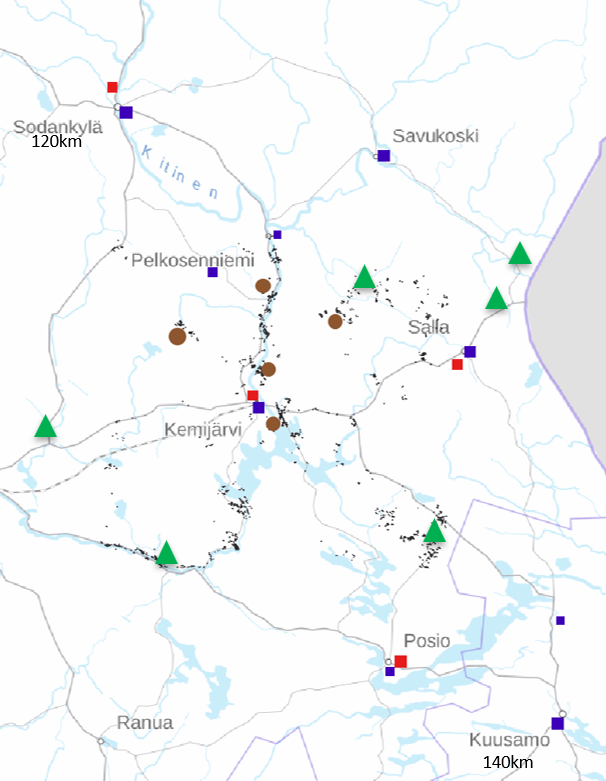 Sodankylä
120km
Savukoski
Kitinen
Pelkosenniemi
Salla
Kemijärvi
Posio
Ranua
Kuusamo
140km